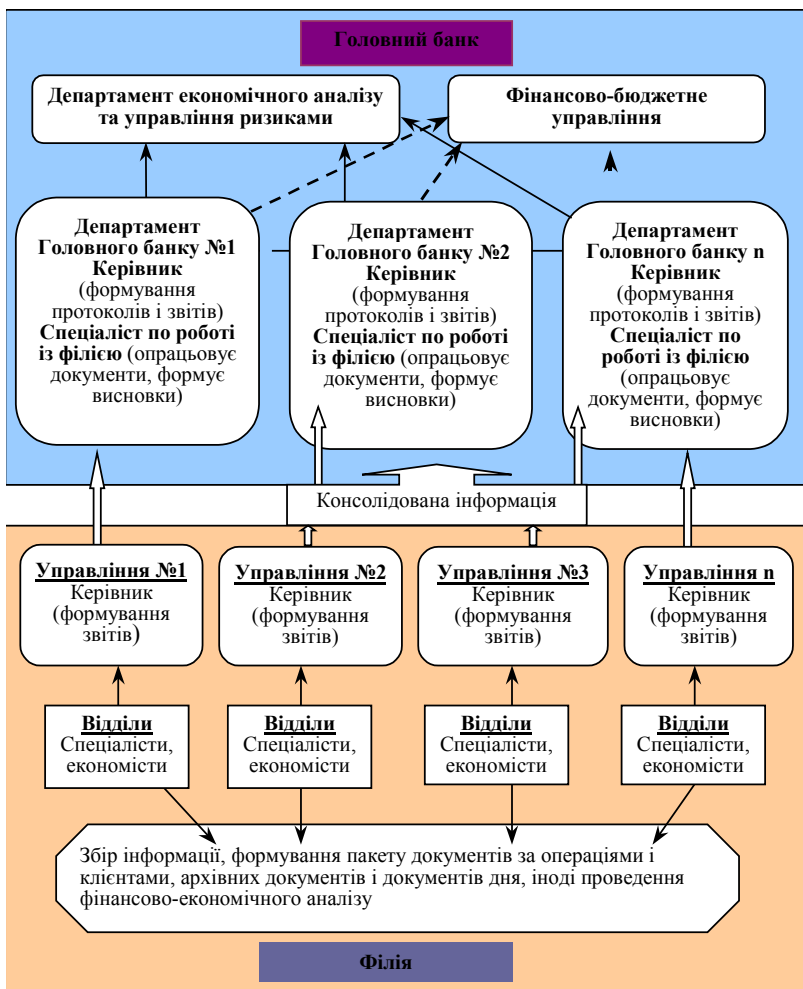 Головний банк
Департамент економічного аналізу
та управління ризиками
Фінансово-бюджетне
управління
Департамент
Головного банку №1
Керівник
(формування
протоколів і звітів)
Спеціаліст по роботі
із філією (опрацьовує
документи, формує
висновки)
Департамент
Головного банку №2
Керівник
(формування
протоколів і звітів)
Спеціаліст по роботі
із філією (опрацьовує
документи, формує
висновки)
Департамент
Головного банку n
Керівник
(формування
протоколів і звітів)
Спеціаліст по
роботі із філією
(опрацьовує
документи, формує
висновки)
Консолідована інформація
Управління №1
Керівник
(формування
звітів)
Управління №2
Керівник
(формування
звітів)
Управління №3
Керівник
(формування
звітів)
Управління n
Керівник
(формування
звітів)
Відділи
Спеціалісти,
економісти
Відділи
Спеціалісти,
економісти
Відділи
Спеціалісти,
економісти
Відділи
Спеціалісти,
економісти
Збір інформації, формування пакету документів за операціями і
клієнтами, архівних документів і документів дня, іноді проведення
фінансово-економічного аналізу
Філія